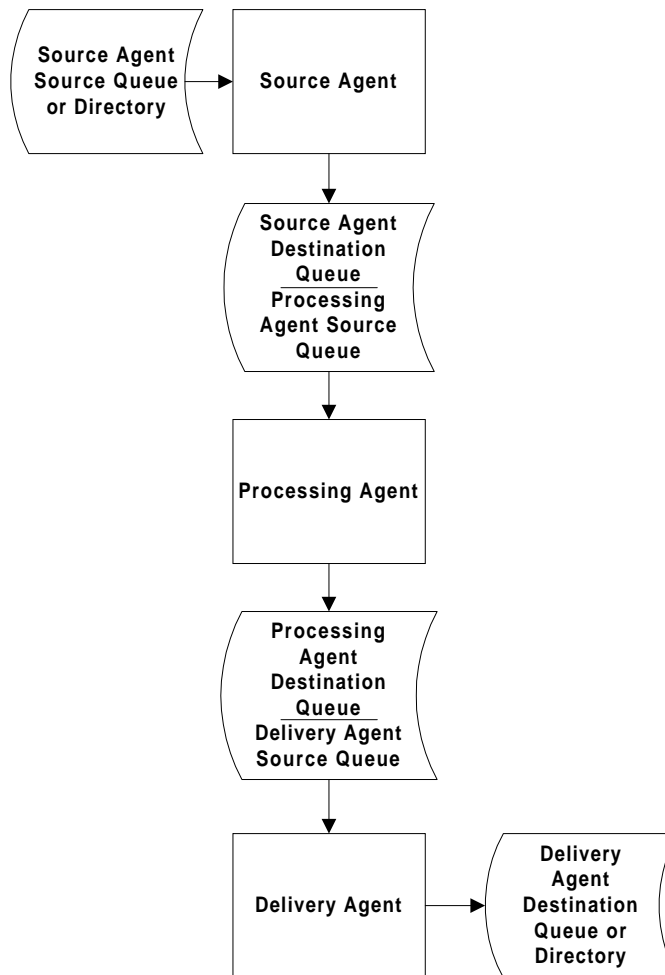 Source Agent
Source Queue
or Directory
Source Agent
Source Agent
Destination
Queue
Processing
Agent Source
Queue
Processing Agent
Processing
Agent
Destination
Queue
Delivery Agent
Source Queue
Delivery Agent
Delivery
Agent
Destination
Queue or
Directory